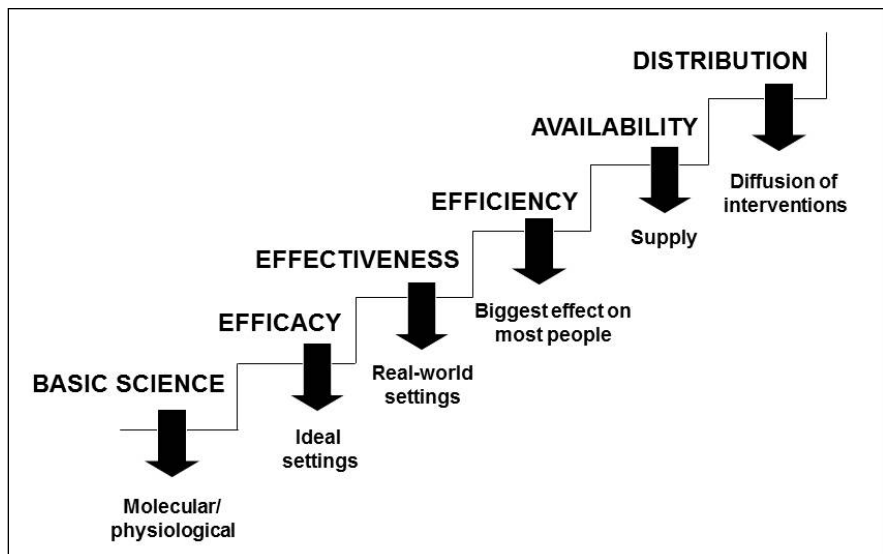 DISTRIBUTION
AVAILABILITY
Diffusion of
interventions
EFFICIENCY
Supply
EFFECTIVENESS
Biggest effect on
most people
EFFICACY
Real-world
settings
BASIC SCIENCE
Ideal
settings
Molecular/
physiological